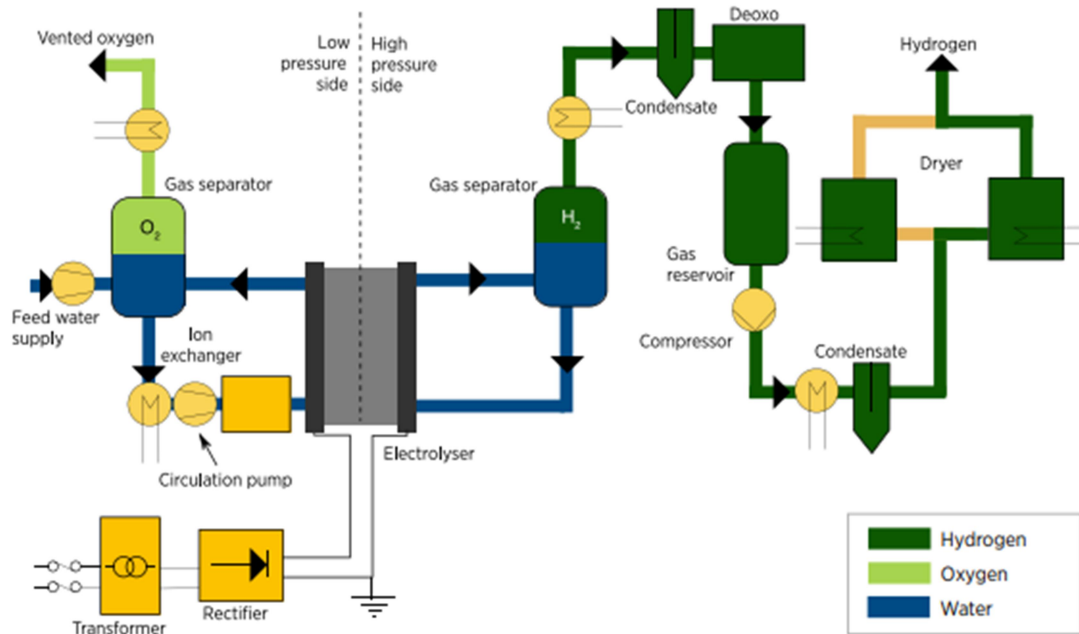 Vented oxygen
Low
pressure
side
High
pressure
side
Deoxo
Hydrogen
Condensate
Gas separator
Gas separator
Dryer
O2
H2
Gas
reservoir
Feed water
supply
Ion
exchanger
Compressor
Condensate
Electrolyser
Circulation pump
Transformer
Rectifier
Hydrogen
Oxygen
Water